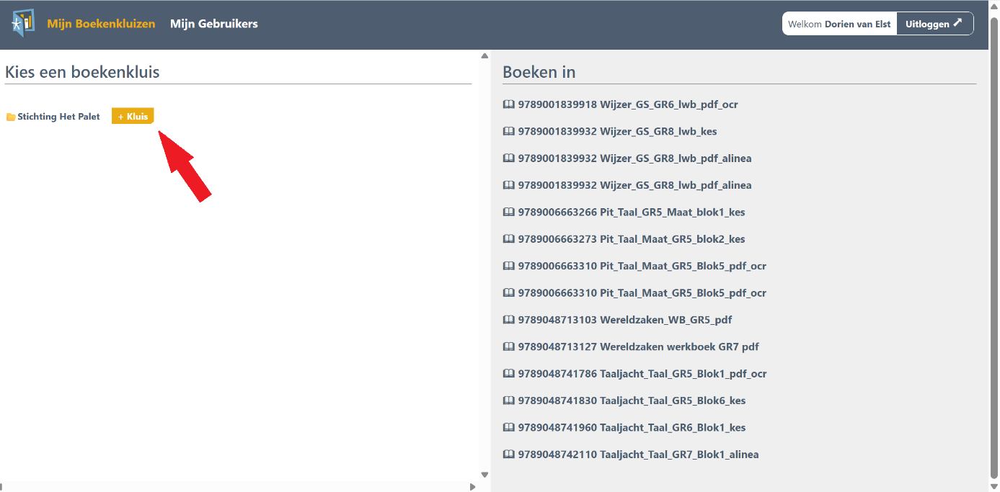 Mijn Boekenkluizen Mijn Gebruikers Welkom Dorien van Elst Uitloggen
Kies een boekenkluis
Stichting Het Palet + Kluis
Boeken in
9789001839918 Wijzer_GS_GR6_lwb_pdf_ocr
9789001839932 Wijzer_GS_GR8_lwb_kes
9789001839932 Wijzer_GS_GR8_lwb_pdf_alinea
9789001839932 Wijzer_GS_GR8_lwb_pdf_alinea
9789006663266 Pit_Taal_GR5_Maat_blok1_kes
9789006663273 Pit_Taal_Maat_GR5_blok2_kes
9789006663310 Pit_Taal_Maat_GR5_Blok5_pdf_ocr
9789006663310 Pit_Taal_Maat_GR5_Blok5_pdf_ocr
9789048713103 Wereldzaken_WB_GR5_pdf
9789048713127 Wereldzaken werkboek GR7 pdf
9789048741786 Taaljacht_Taal_GR5_Blok1_pdf_ocr
9789048741830 Taaljacht_Taal_GR5_Blok6_kes
9789048741960 Taaljacht_Taal_GR6_Blok1_kes
9789048742110 Taaljacht_Taal_GR7_Blok1_alinea